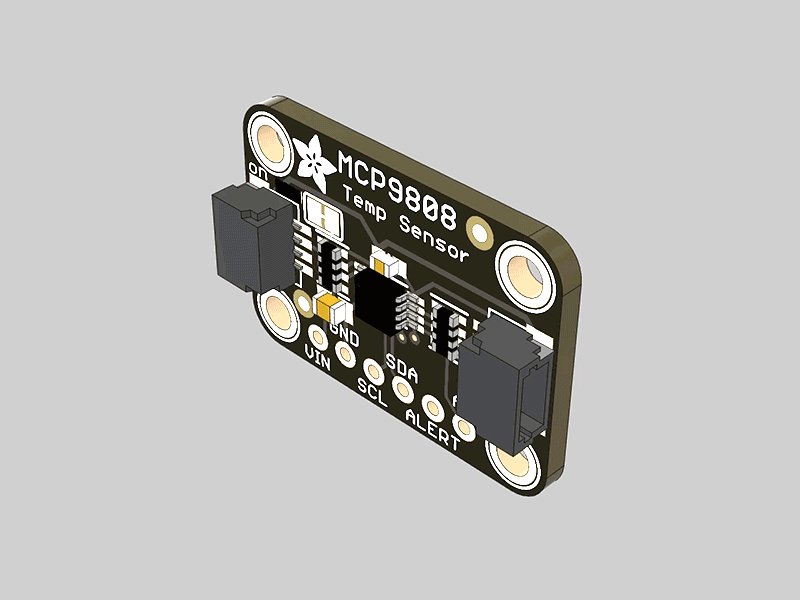 MCP9808
Temp Sensor
on
GND
SDA
VIN
SCL
ALERT